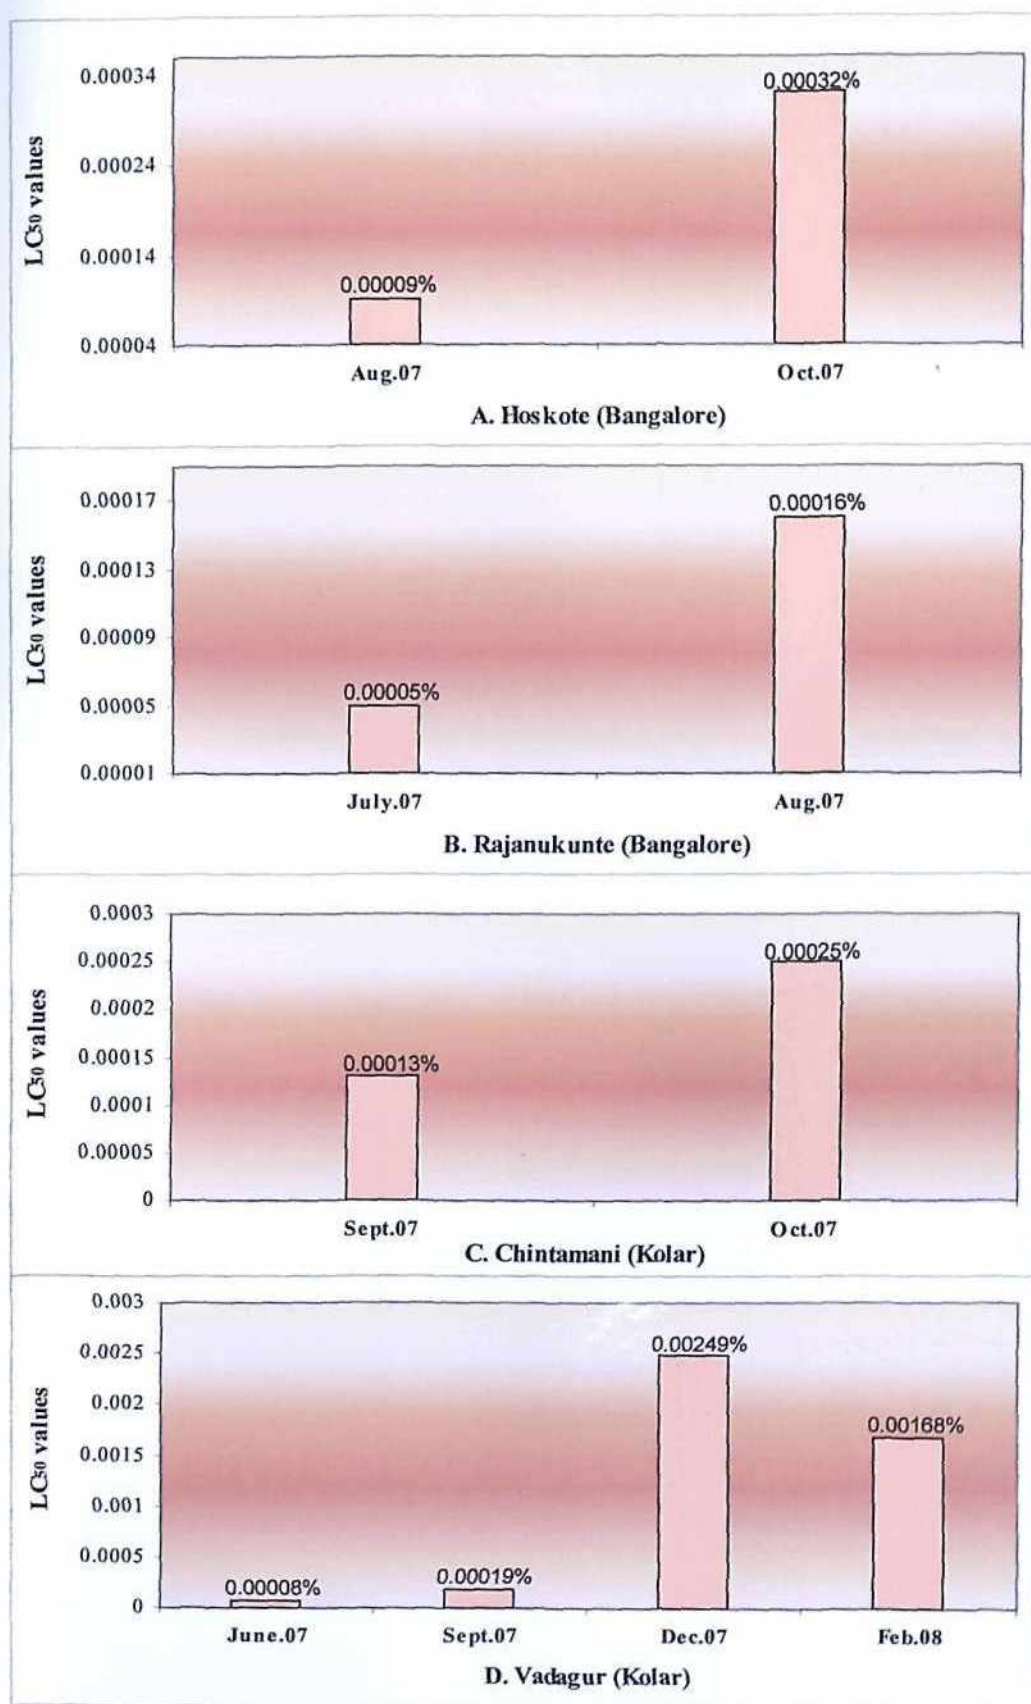 0.00034
0.00032%
0.00024
LC50 values
0.00014
0.00009%
0.00004
Aug.07 Oct.07
A. Hoskote (Bangalore)
0.00017
0.00016%
0.00013
LC50 values
0.00009
0.00005%
0.00005
0.00001
July.07 Aug.07
B. Rajanukunte (Bangalore)
0.0003
0.00025%
0.00025
0.0002
LC50 values
0.00015
0.00013%
0.0001
0.00005
0
Sept.07 Oct.07
C. Chintamani (Kolar)
0.003
0.00249%
0.0025
0.002
LC50 values
0.00168%
0.0015
0.001
0.0005
0.00008% 0.00019%
0
June.07 Sept.07 Dec.07 Feb.08
D. Vadagur (Kolar)